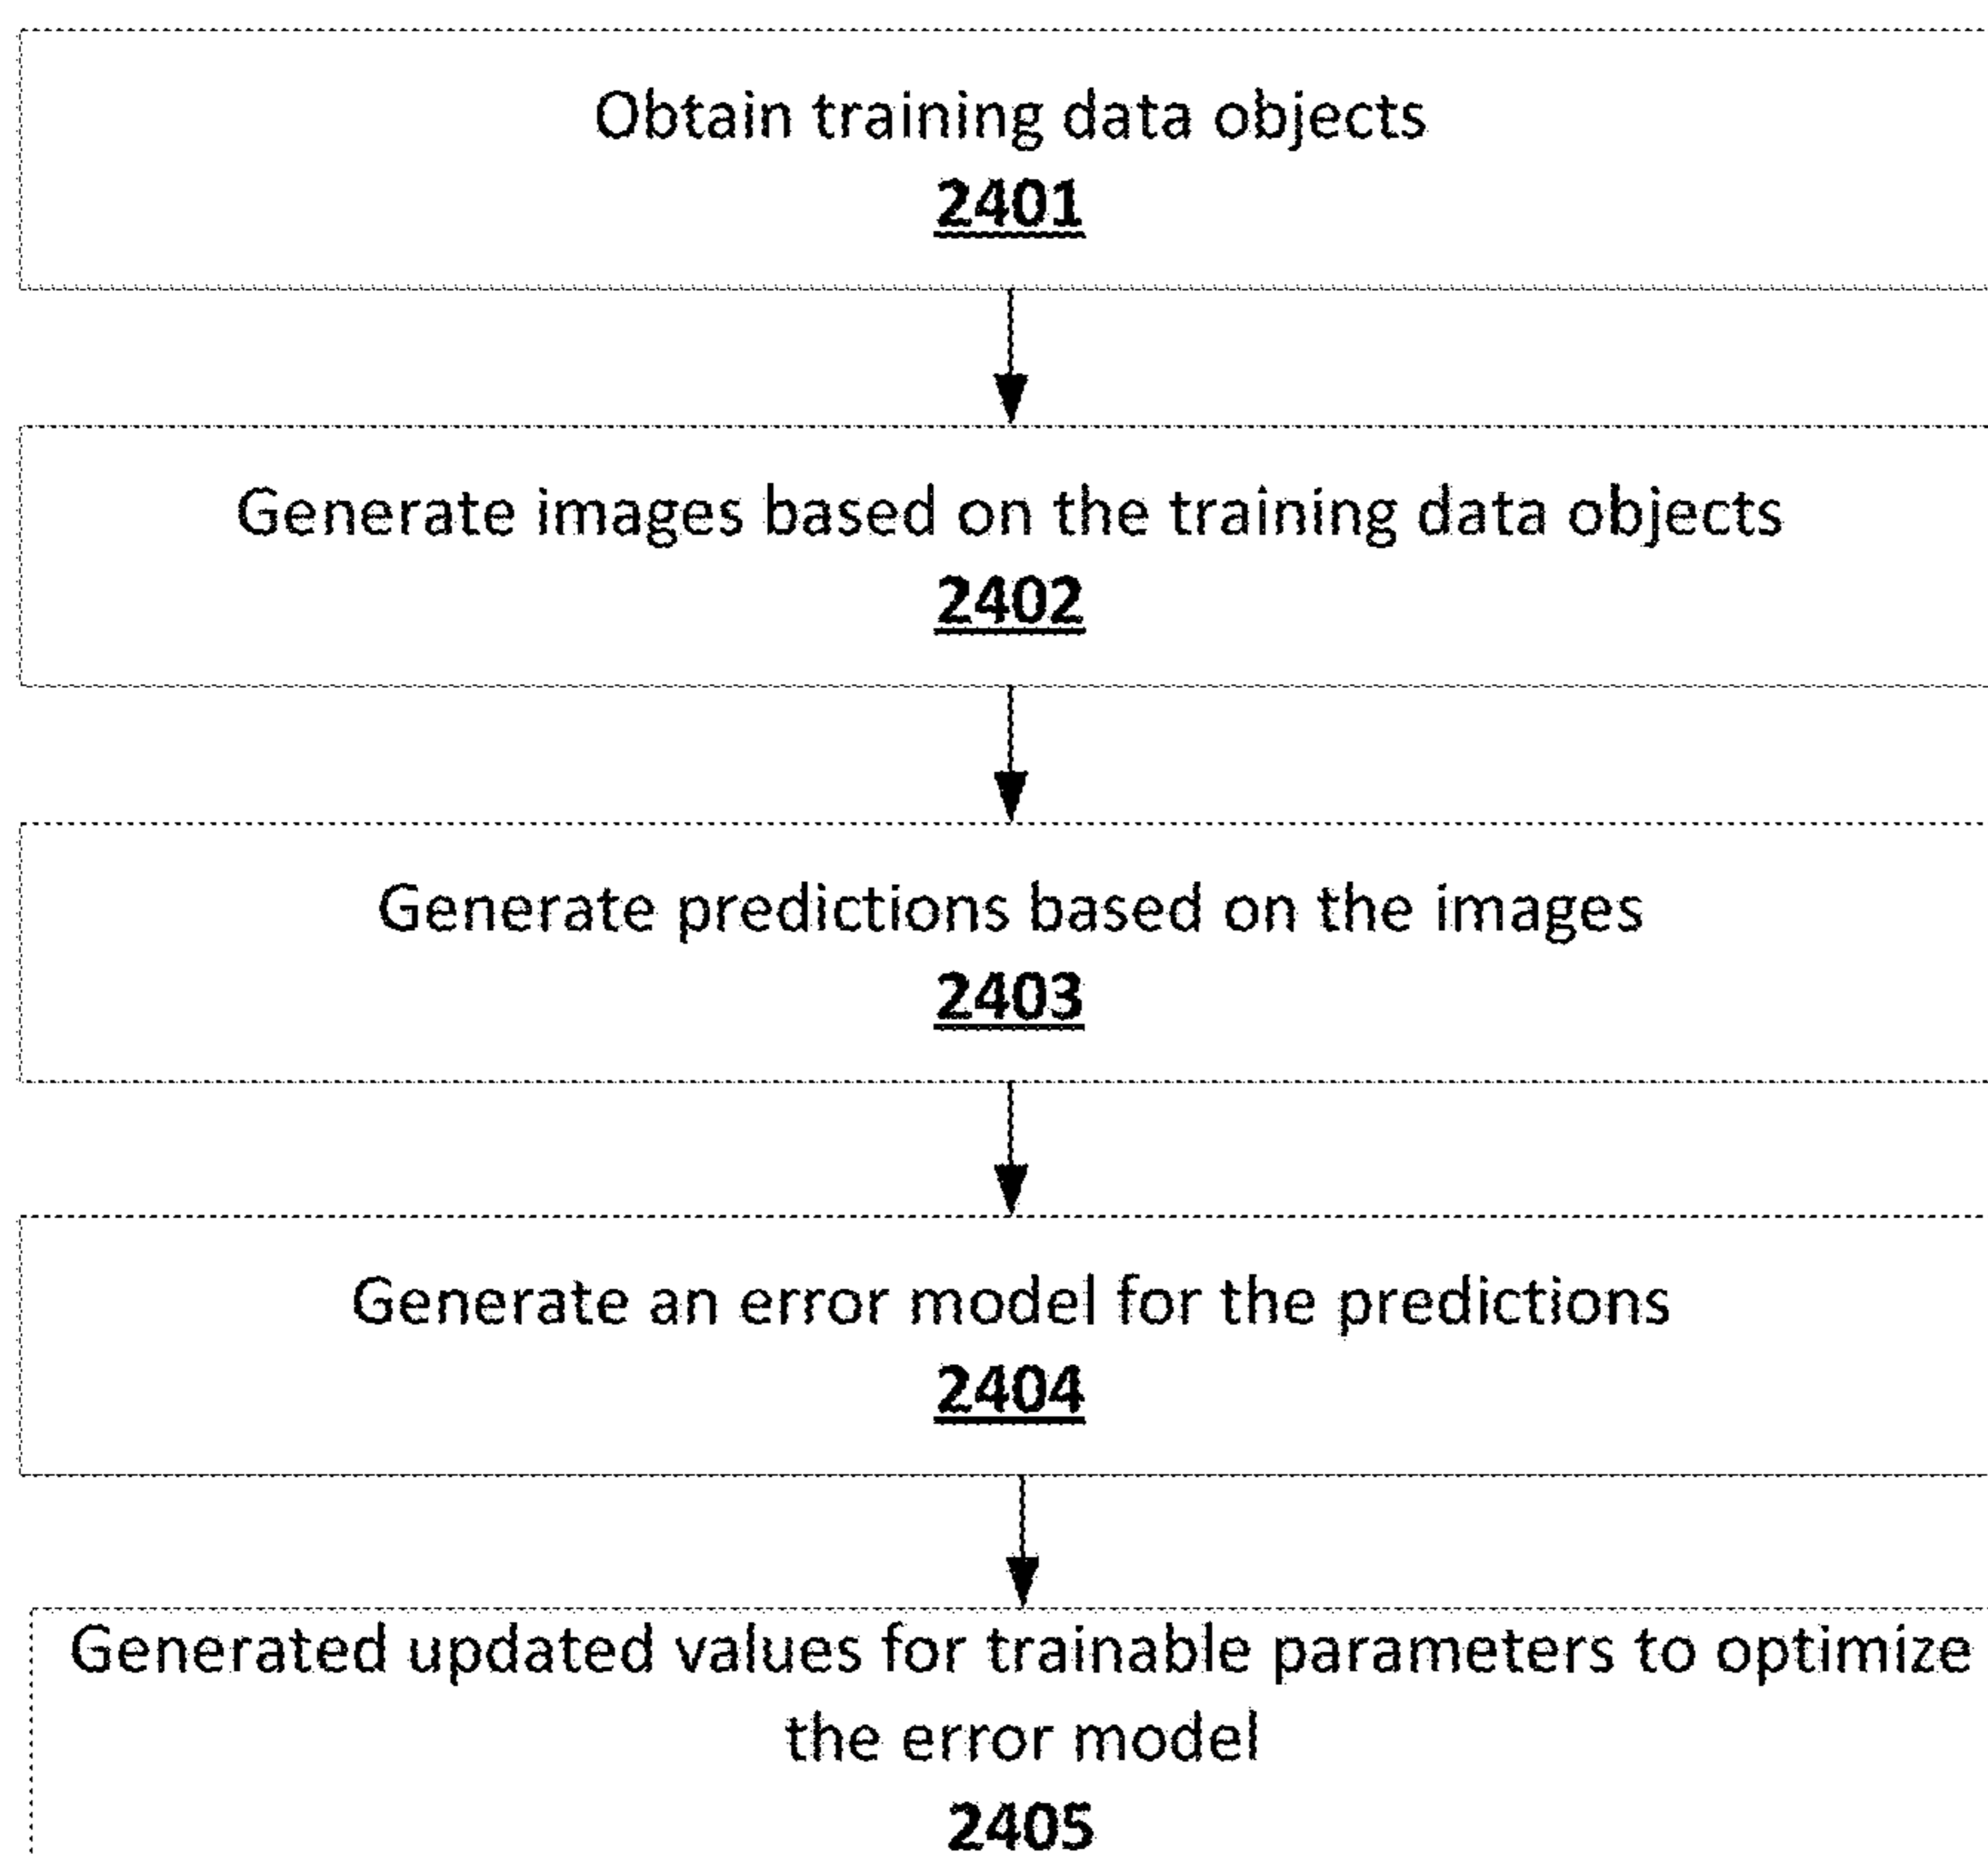 Obtain training data objects
2401
Generate images based on the training data objects
2402
Generate predictions based on the images
2403
Generate an error model for the predictions
2404
Generated updated values for trainable parameters to optimize
the error model
2405